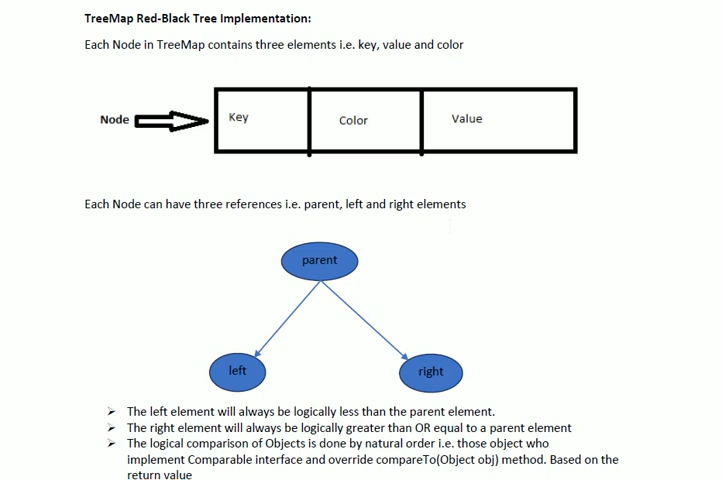 TreeMap Red-Black Tree Implementation:
Each Node in TreeMap contains three elements i.e. key, value and color
Node
Key
Color
Value
Each Node can have three references i.e. parent, left and right elements
parent
left
right
➢ The left element will always be logically less than the parent element.
➢ The right element will always be logically greater than OR equal to a parent element
➢ The logical comparison of Objects is done by natural order i.e. those object who
implement Comparable interface and override compareTo(Object obj) method. Based on the
return value